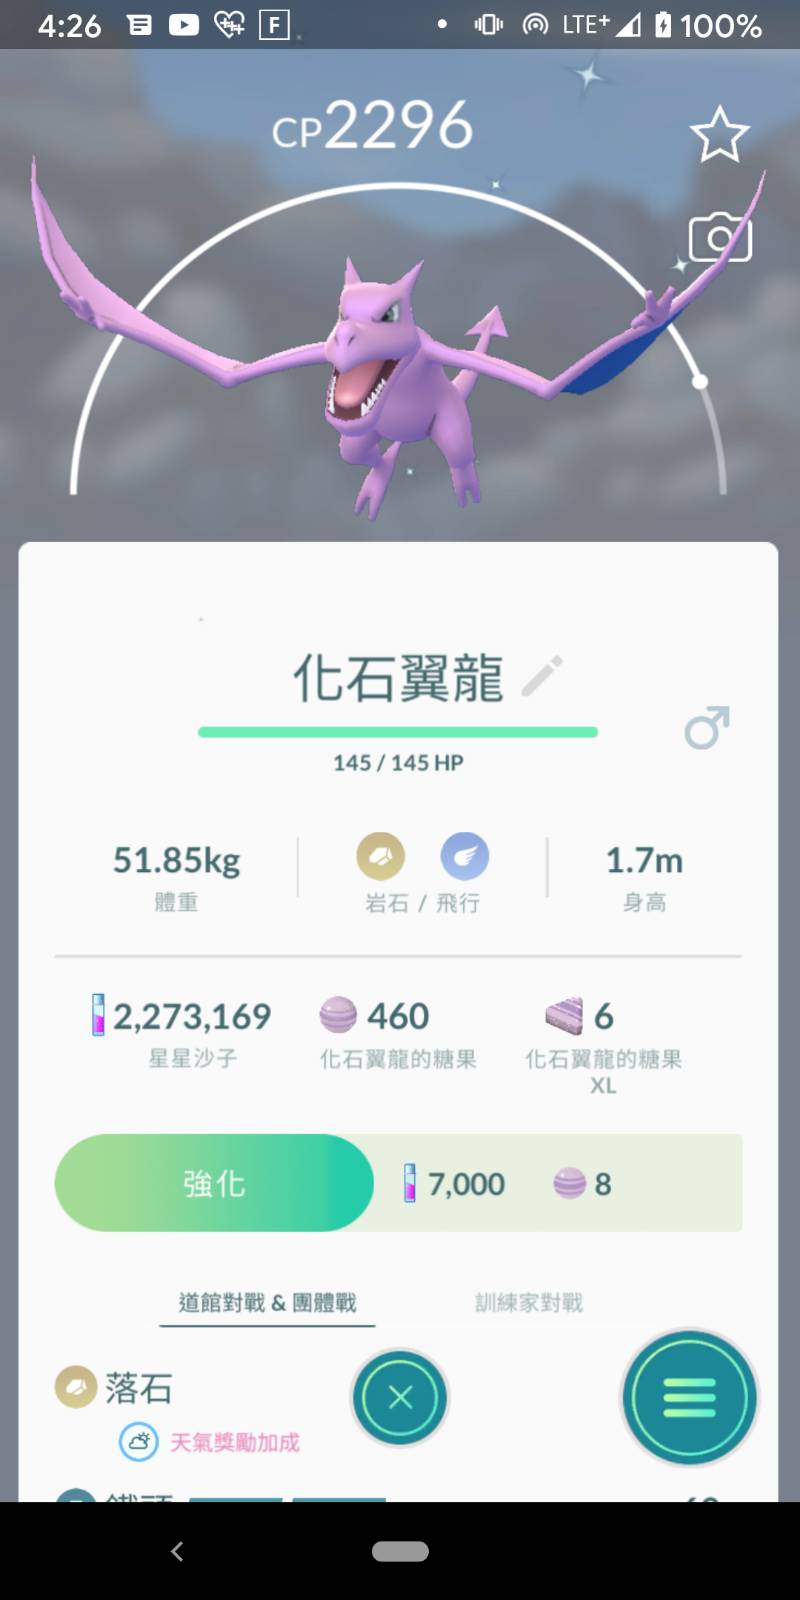 4:26 F LTE+ 100%
CP2296
化石翼龍
145 / 145 HP
51.85kg 1.7m
體重 岩石 / 飛行 身高
2,273,169 460 6
星星沙子 化石翼龍的糖果 化石翼龍的糖果
XL
強化 7,000 8
道館對戰 & 團體戰 訓練家對戰
落石
天氣獎勵加成